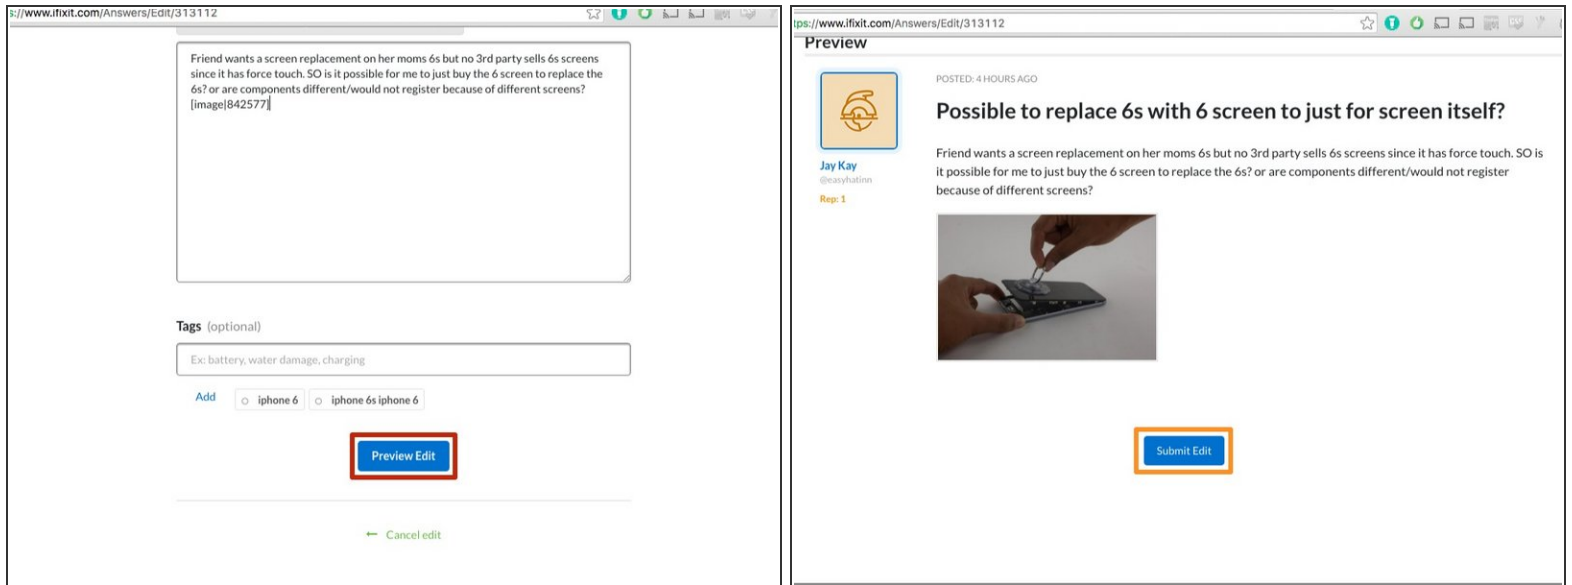 s://www.ifixit.com/Answers/Edit/313112
Friend wants a screen replacement on her moms 6s but no 3rd party sells 6s screens
since it has force touch. SO is it possible for me to just buy the 6 screen to replace the
6s? or are components different/would not register because of different screens?
[image|842577]
Tags (optional)
Ex: battery, water damage, charging
Add
iphone 6
iphone 6s iphone 6
Preview Edit
← Cancel edit
tps://www.ifixit.com/Answers/Edit/313112
Preview
POSTED: 4 HOURS AGO
Possible to replace 6s with 6 screen to just for screen itself?
Jay Kay
@easyhatinn
Rep: 1
Friend wants a screen replacement on her moms 6s but no 3rd party sells 6s screens since it has force touch. SO is
it possible for me to just buy the 6 screen to replace the 6s? or are components different/would not register
because of different screens?
Submit Edit